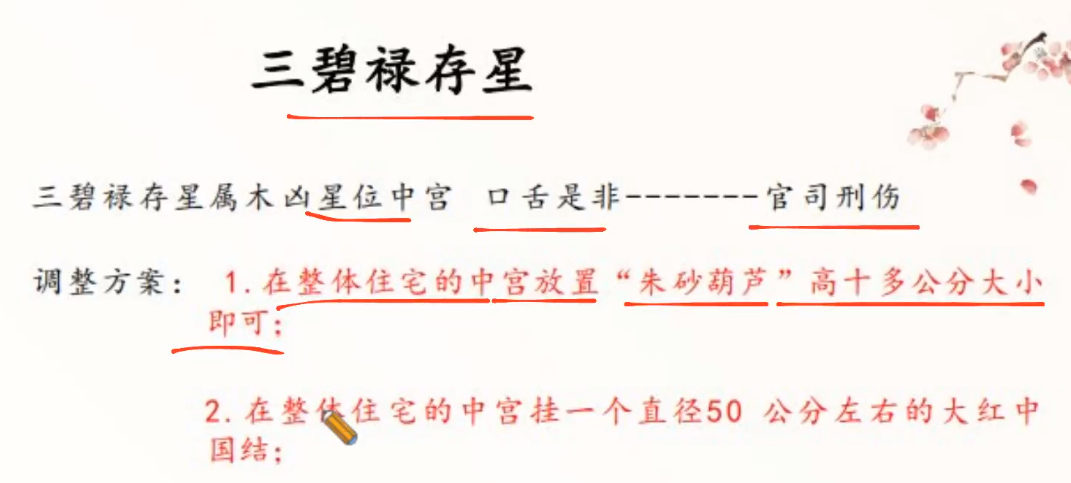 三碧禄存星
三碧禄存星属木凶星位中宫 口舌是非-------官司刑伤
调整方案： 1.在整体住宅的中宫放置“朱砂葫芦”高十多公分大小
即可；
2.在整体住宅的中宫挂一个直径50 公分左右的大红中
国结；